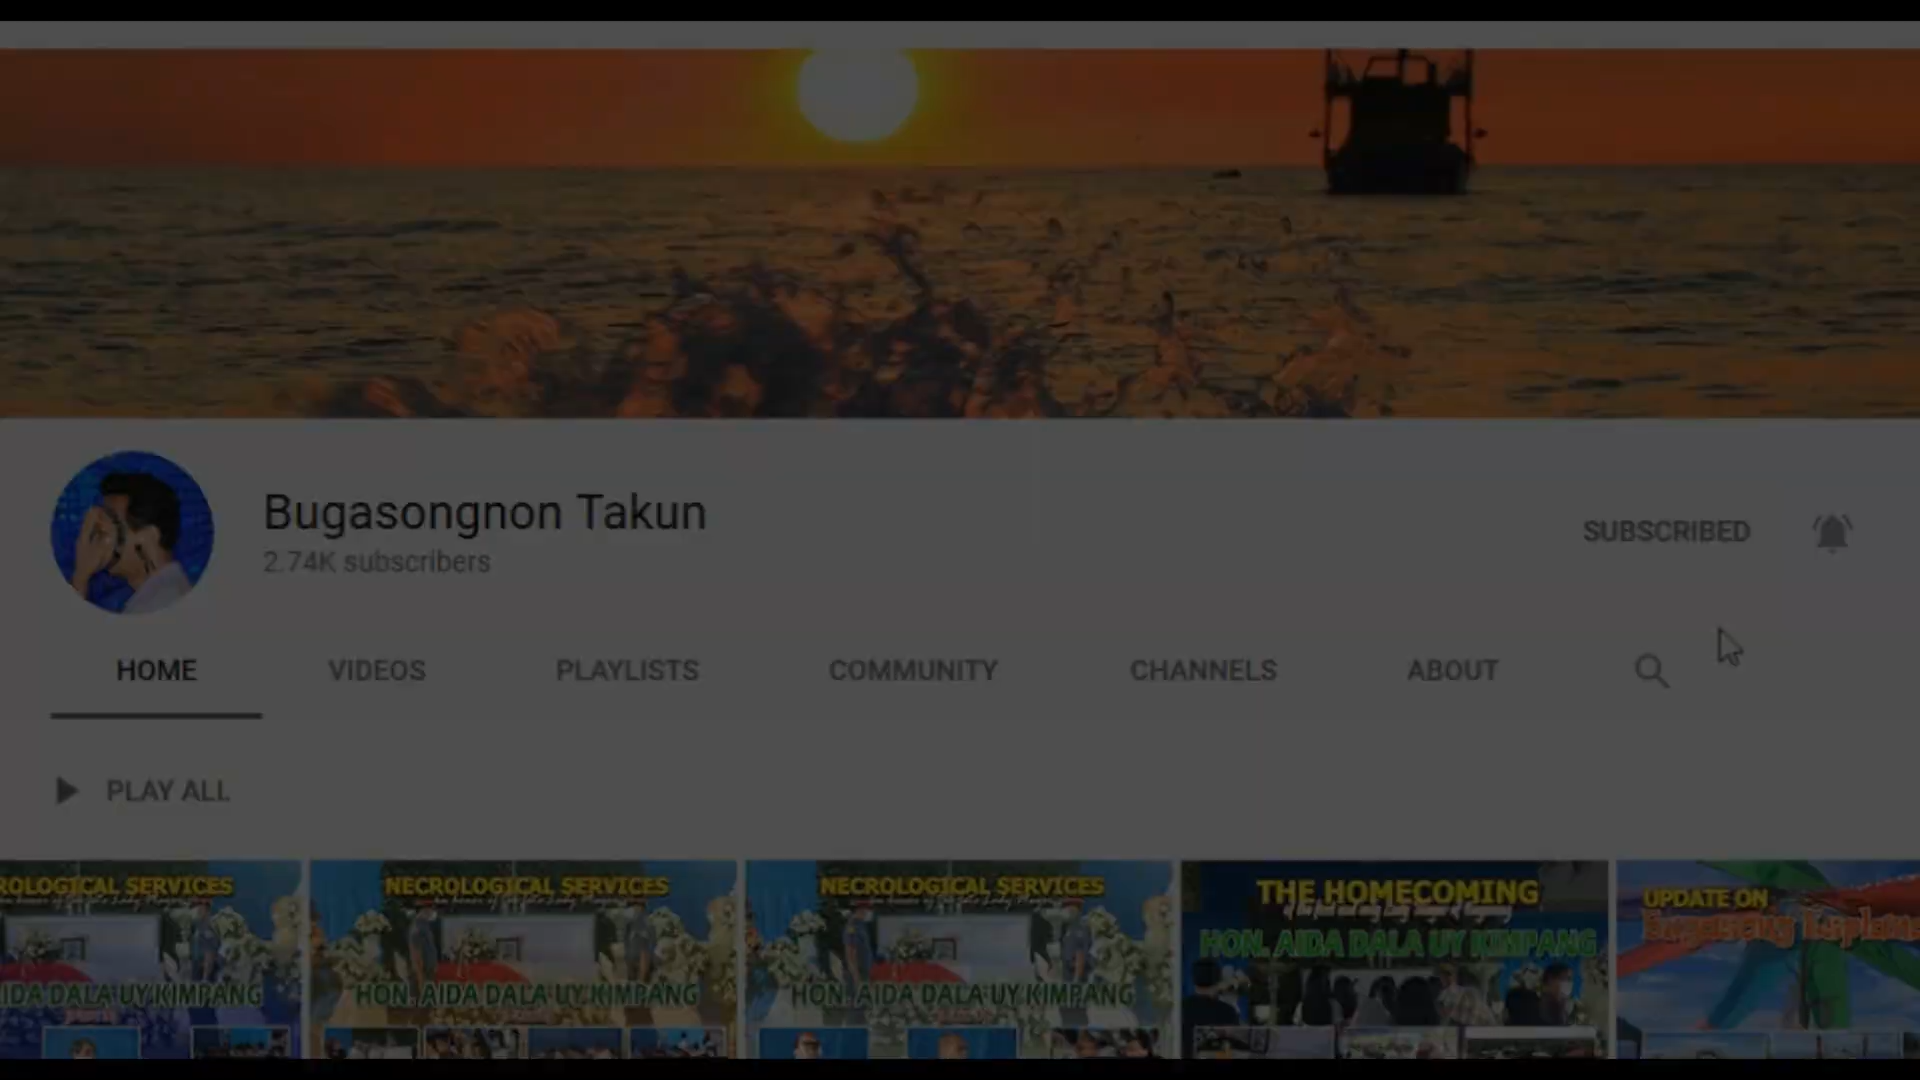 Bugasongnon Takun
2.74K subscribers
SUBSCRIBED
HOME VIDEOS PLAYLISTS COMMUNITY CHANNELS ABOUT
PLAY ALL
ROLOGICAL SERVICES
IDA DALA UY KIMPANG
NECROLOGICAL SERVICES
HON. AIDA DALA UY KIMPANG
NECROLOGICAL SERVICES
HON. AIDA DALA UY KIMPANG
THE HOMECOMING
HON. AIDA DALA UY KIMPANG
UPDATE ON